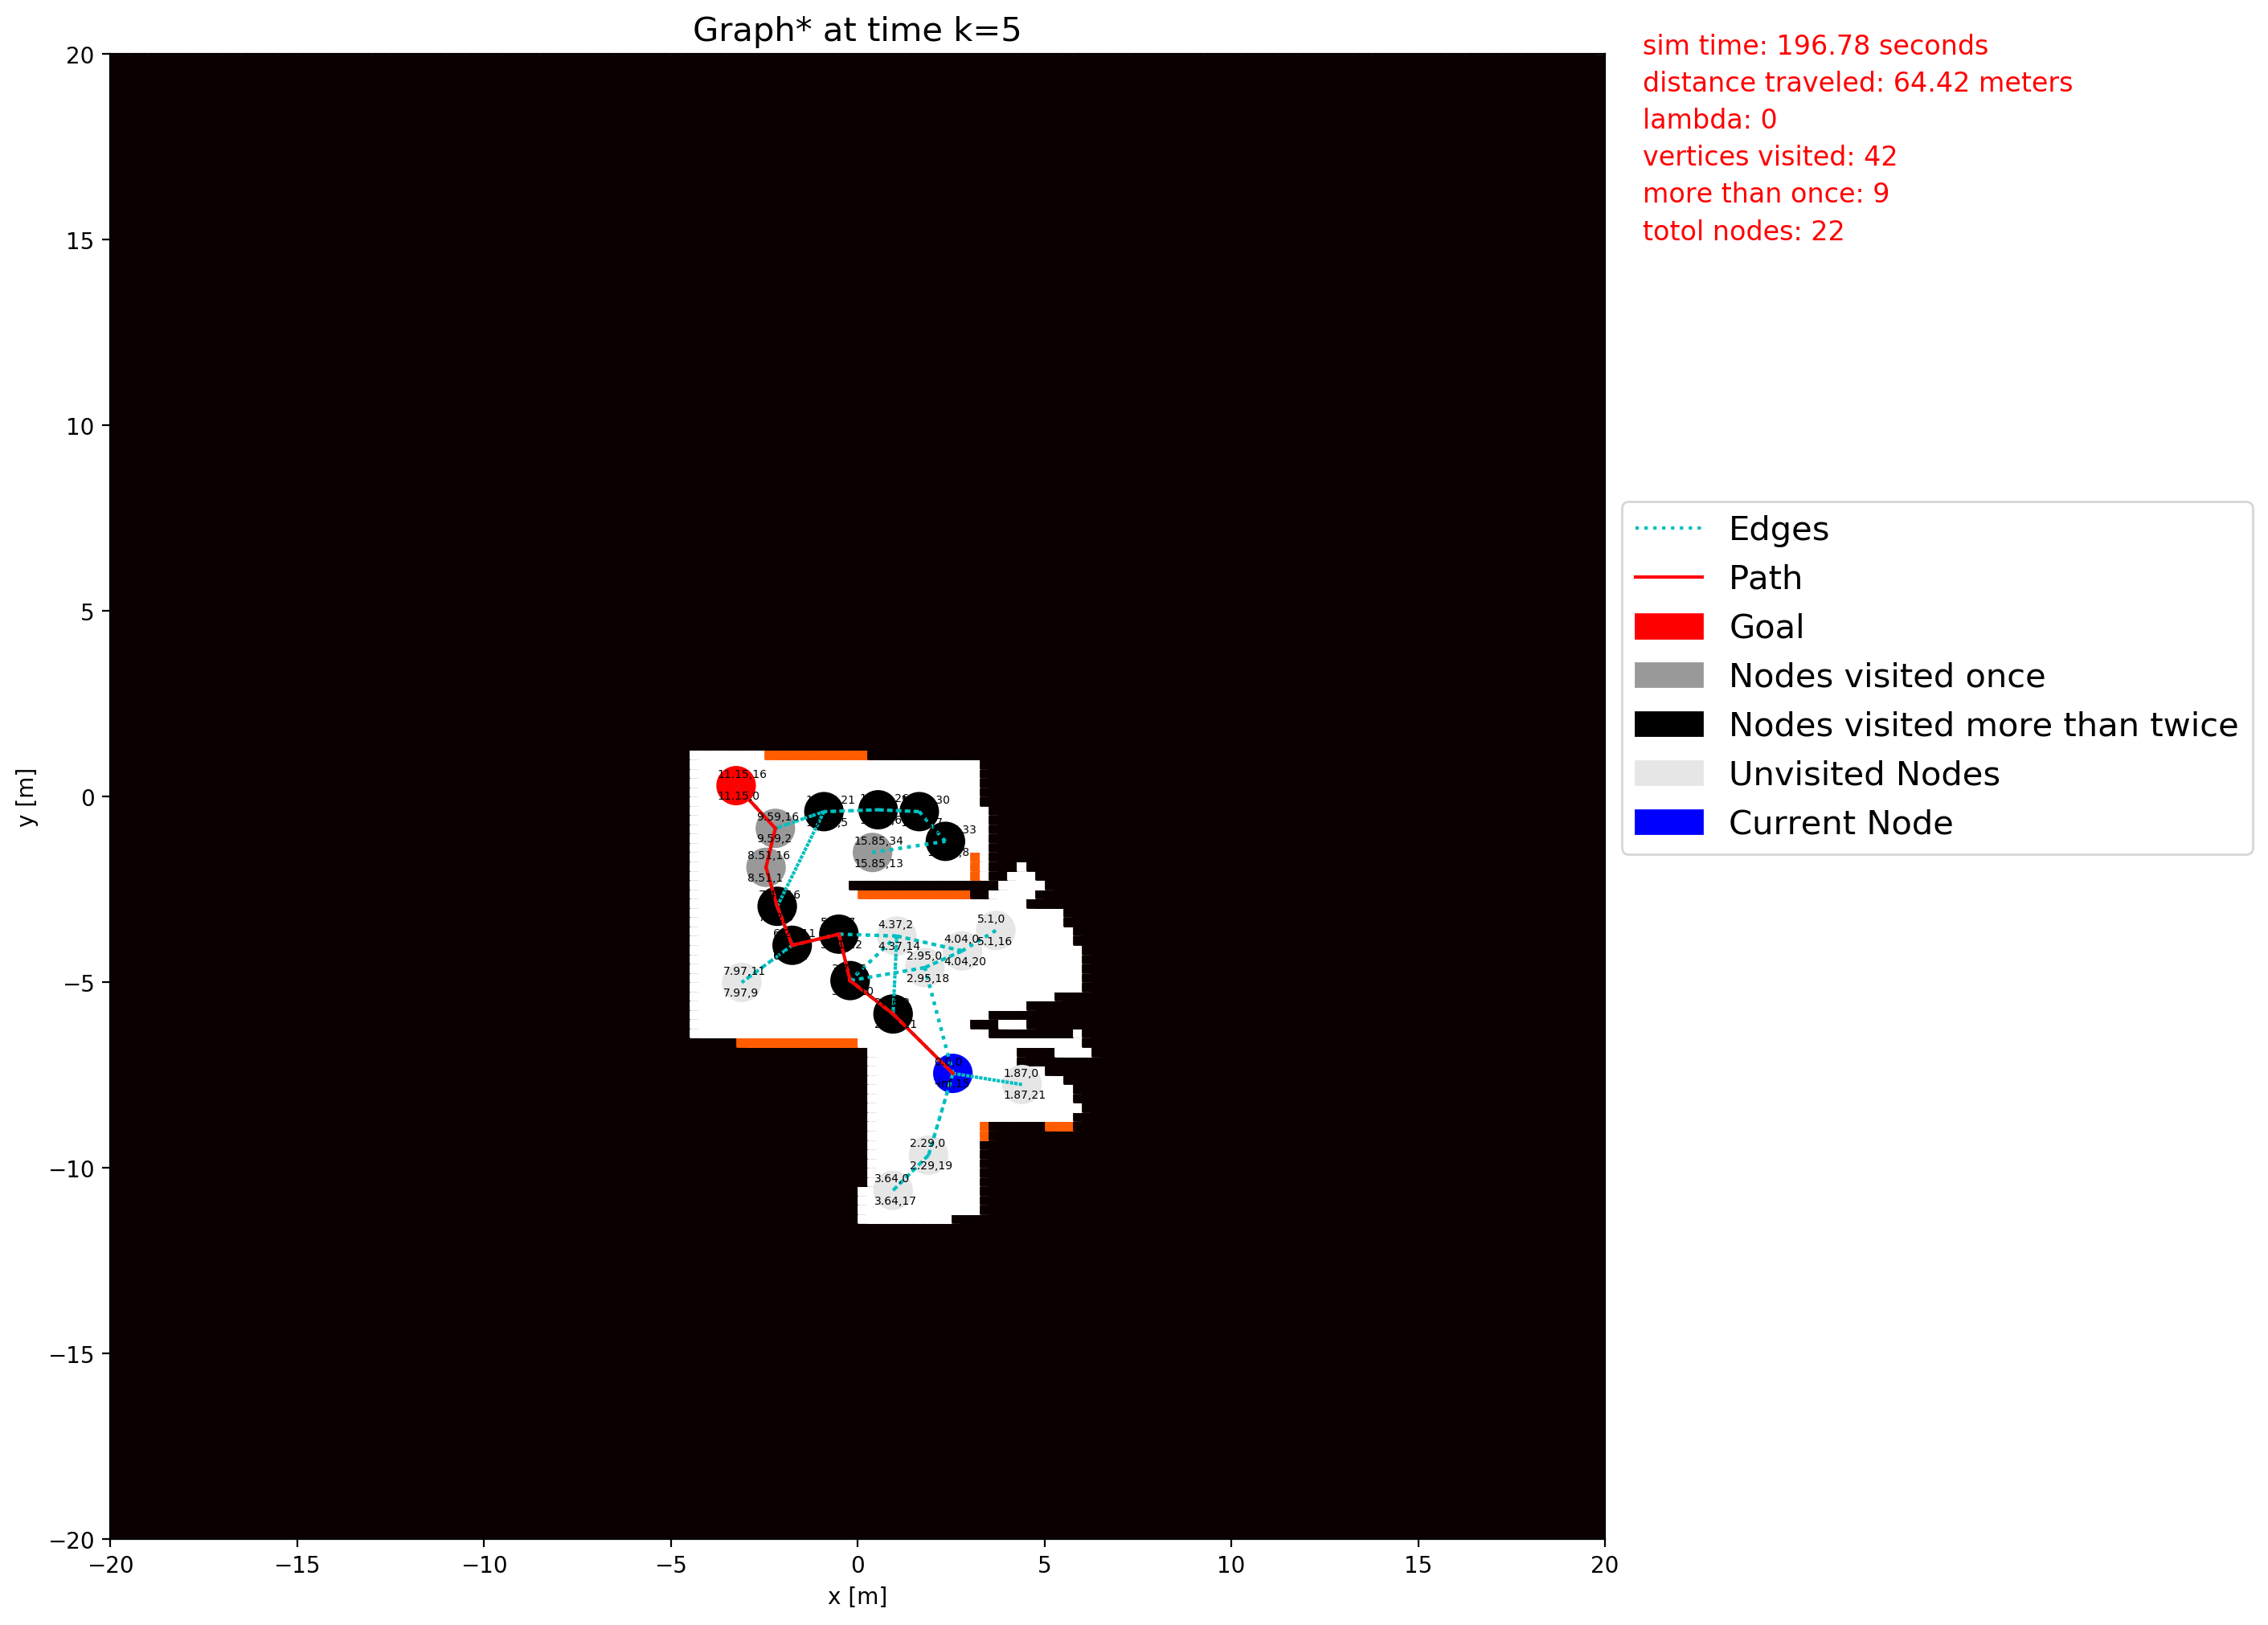 Graph* at time k=5
sim time: 196.78 seconds
distance traveled: 64.42 meters
lambda: 0
vertices visited: 42
more than once: 9
totol nodes: 22
Edges
Path
Goal
Nodes visited once
Nodes visited more than twice
Unvisited Nodes
Current Node
y [m]
20
15
10
5
0
−5
−10
−15
−20
−20
−15
−10
−5
0
5
10
15
20
x [m]
11.15,16
11.15,0
9.59,16
9.59,2
8.51,16
8.51,1
15.85,34
15.85,13
7.97,11
7.97,9
4.37,2
4.37,14
5.1,0
5.1,16
4.04,0
4.04,20
2.95,0
2.95,18
1.87,0
1.87,21
2.29,0
2.29,19
3.64,0
3.64,17